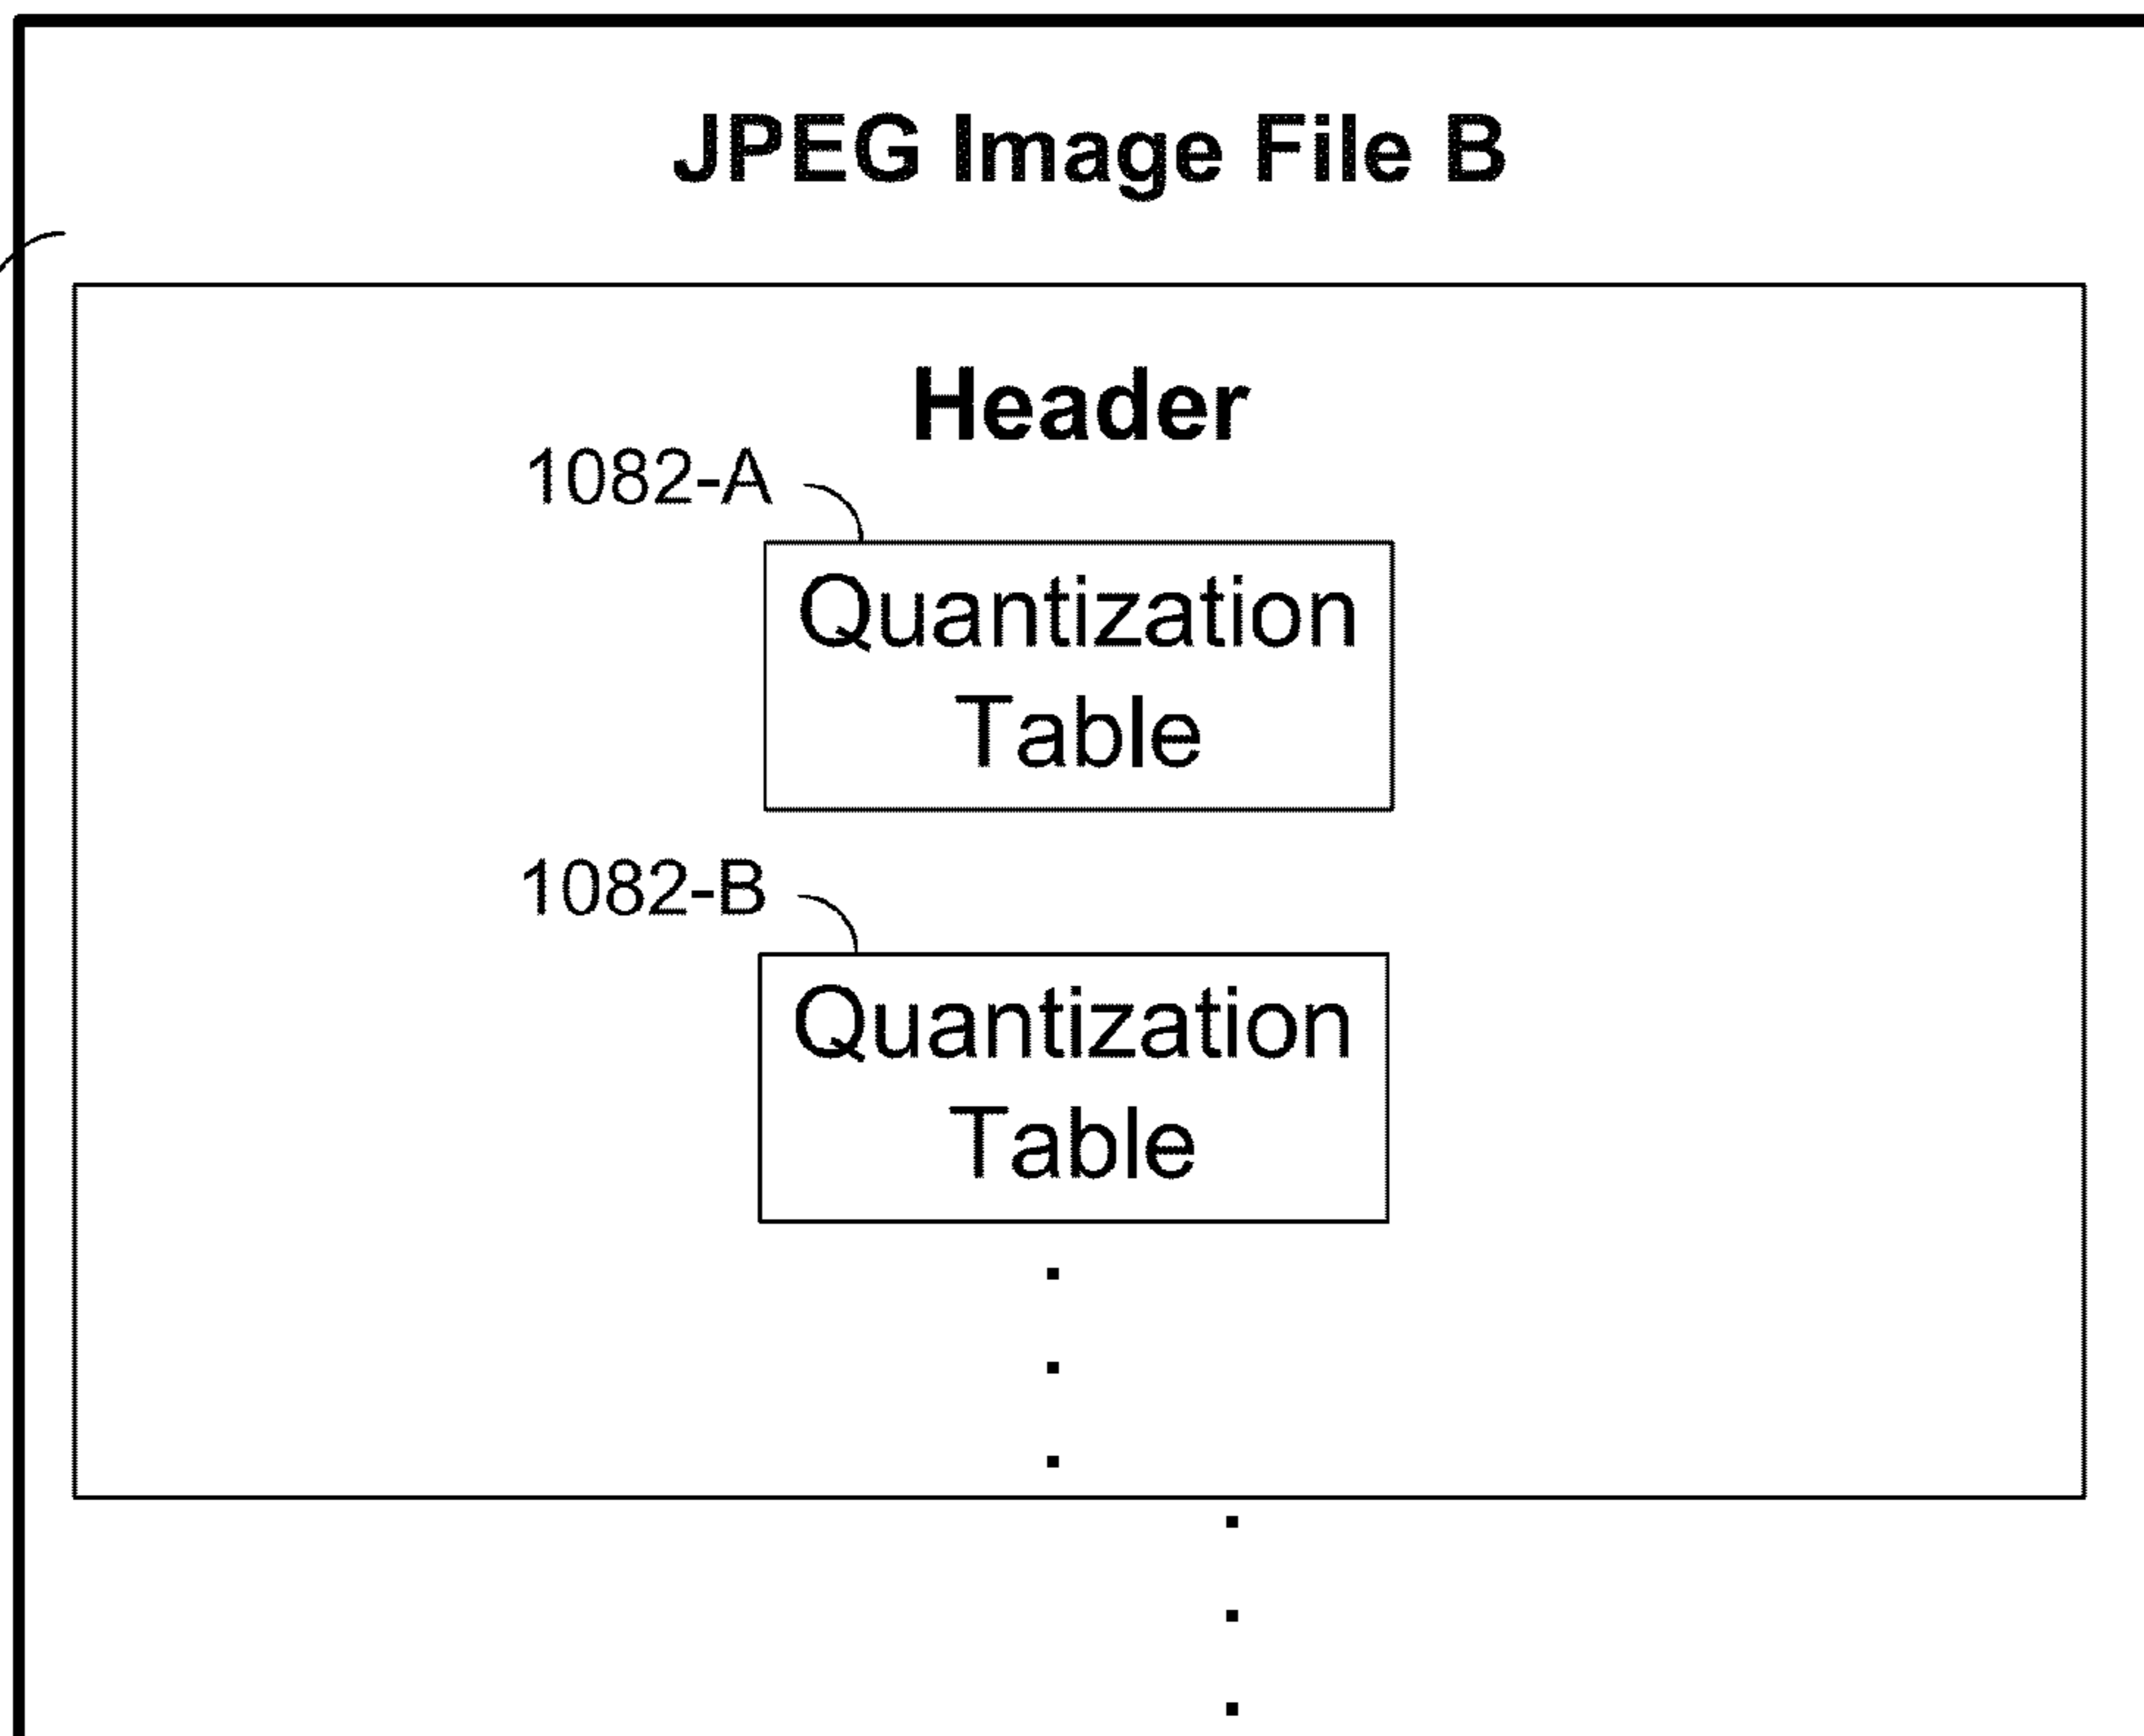 JPEG Image File B
Header
1082-A
Quantization
Table
1082-B
Quantization
Table